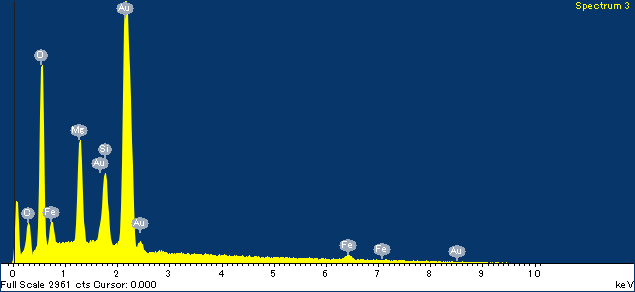 Spectrum 3
Au
O
Mg
Si
Au
C
Fe
Au
Fe
Fe
Au
0 1 2 3 4 5 6 7 8 9 10
Full Scale 2961 cts Cursor: 0.000 keV